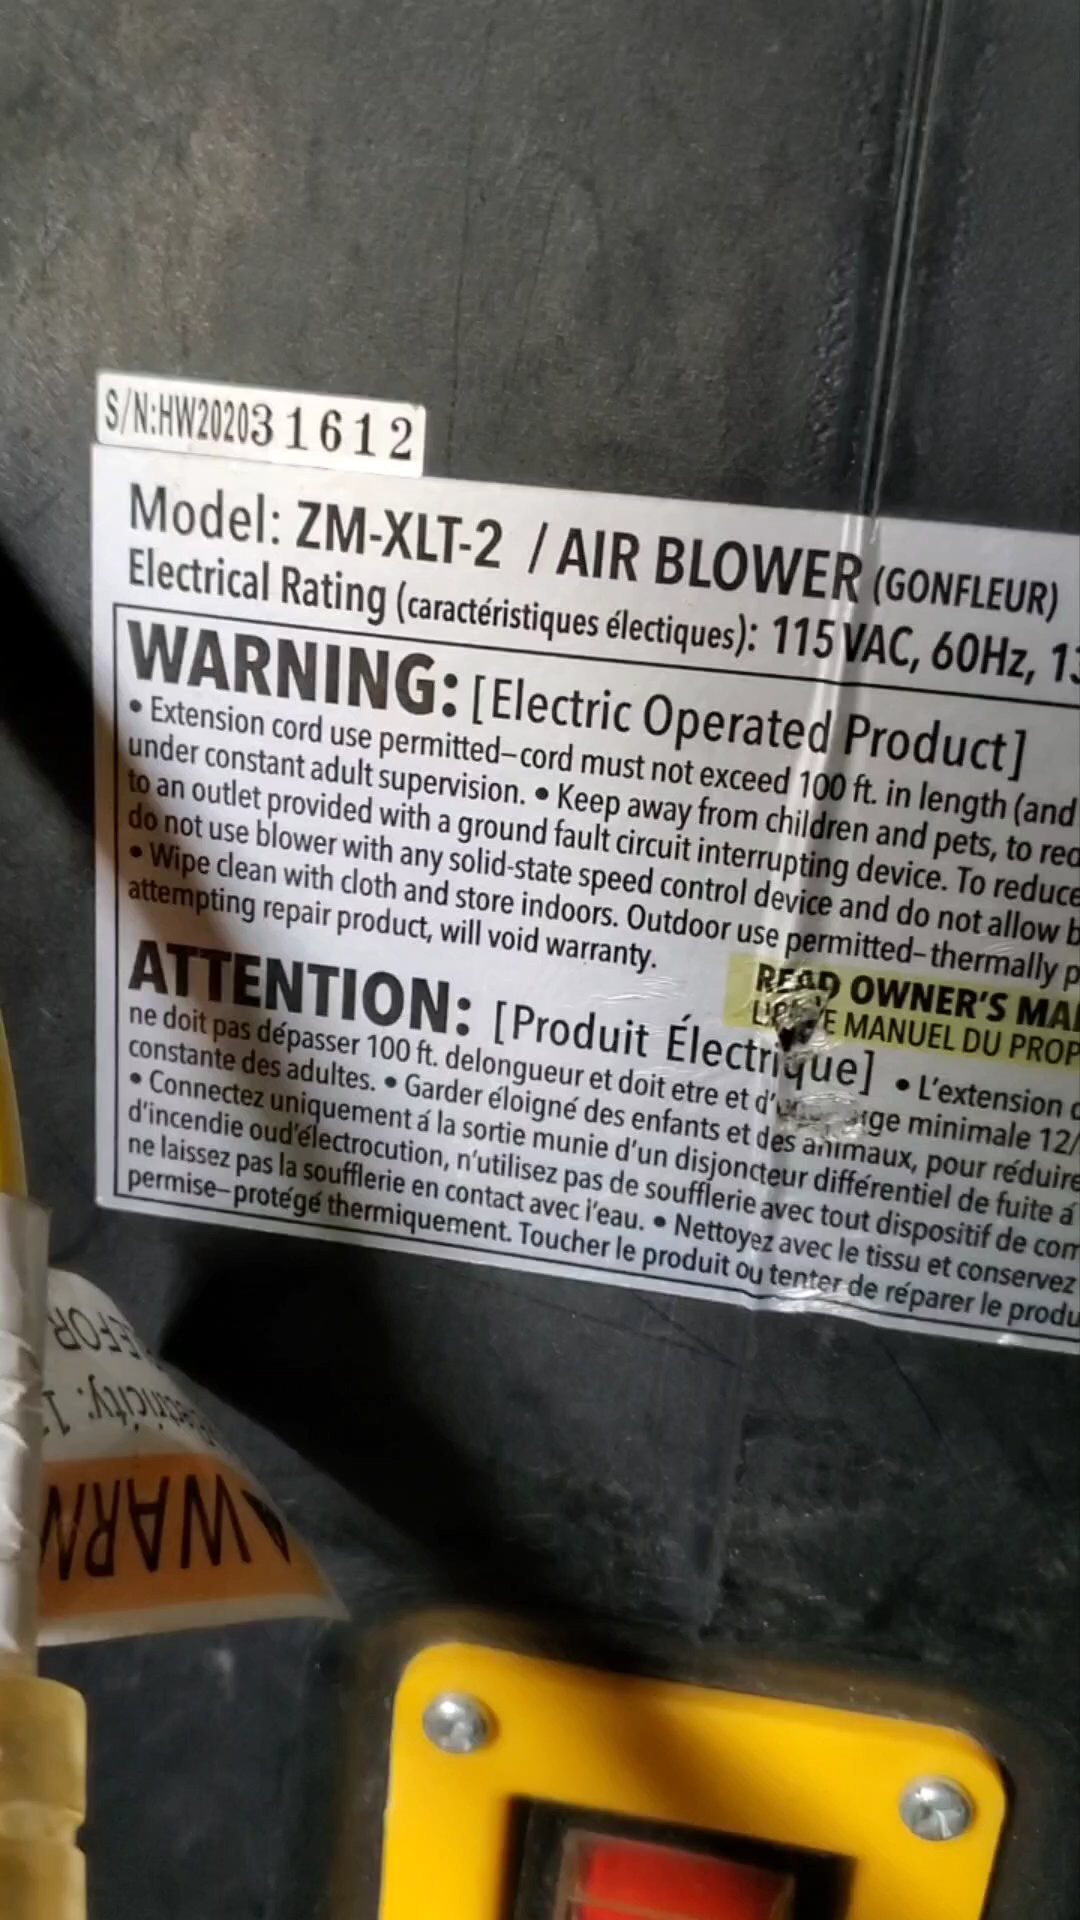 S/N:HW202031612
Model: ZM-XLT-2 / AIR BLOWER (GONFLEUR)
Electrical Rating (caractéristiques électiques): 115 VAC, 60Hz, 13
WARNING: [Electric Operated Product]
• Extension cord use permitted–cord must not exceed 100 ft. in length (and
under constant adult supervision. • Keep away from children and pets, to red
to an outlet provided with a ground fault circuit interrupting device. To reduce
do not use blower with any solid-state speed control device and do not allow b
• Wipe clean with cloth and store indoors. Outdoor use permitted–thermally p
attempting repair product, will void warranty.
READ OWNER'S MA
MANUEL DU PROP
ATTENTION: [Produit Électrique] • L'extension
ne doit pas dépasser 100 ft. delongueur et doit etre et minimale 12/
constante des adultes. • Garder éloigné des enfants et des animaux, pour réduire
• Connectez uniquement á la sortie munie d'un disjoncteur différentiel de fuite á
d'incendie oud'électrocution, n'utilisez pas de soufflerie avec tout dispositif de com
ne laissez pas la soufflerie en contact avec l'eau. • Nettoyez avec le tissu et conservez
permise–protégé thermiquement. Toucher le produit ou tenter de réparer le produ
WARN